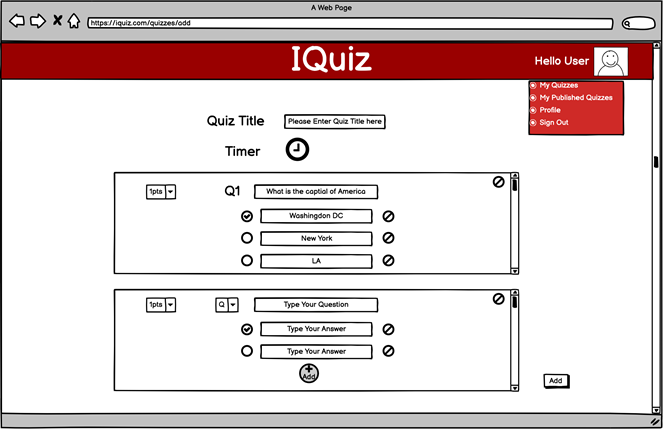 A Web Page
https://iquiz.com/quizzes/add
IQuiz
Hello User
My Quizzes
My Published Quizzes
Profile
Sign Out
Quiz Title
Please Enter Quiz Title here
Timer
1pts
Q1
What is the captial of America
Washingdon DC
New York
LA
1pts
Q
Type Your Question
Type Your Answer
Type Your Answer
Add
Add